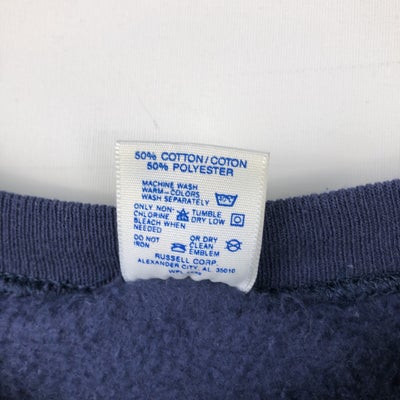 50% COTTON/COTON
50% POLYESTER
MACHINE WASH
WARM-COLORS
WASH SEPARATELY
ONLY NON- TUMBLE
CHLORINE DRY LOW
BLEACH WHEN
NEEDED
DO NOT OR DRY
IRON CLEAN
EMBLEM
RUSSELL CORP.
ALEXANDER CITY, AL 35010